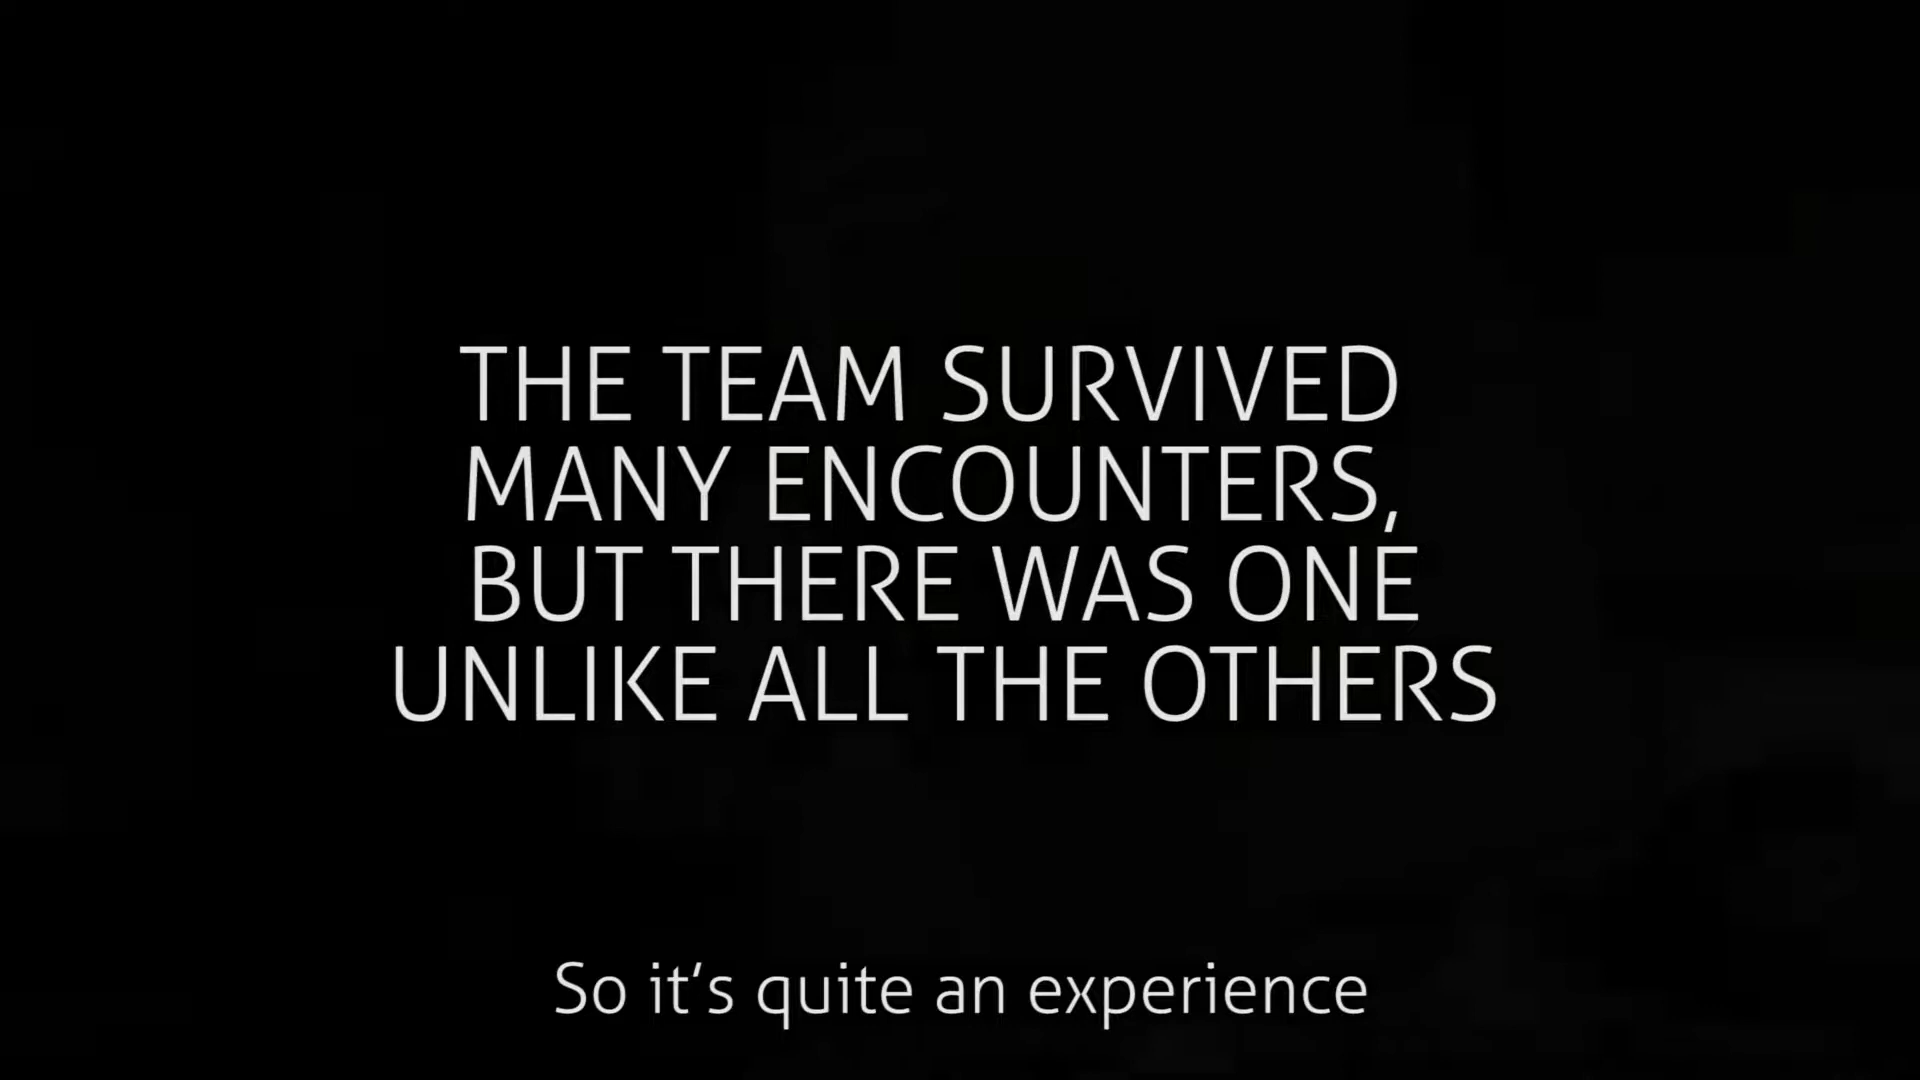 THE TEAM SURVIVED
MANY ENCOUNTERS,
BUT THERE WAS ONE
UNLIKE ALL THE OTHERS
So it's quite an experience